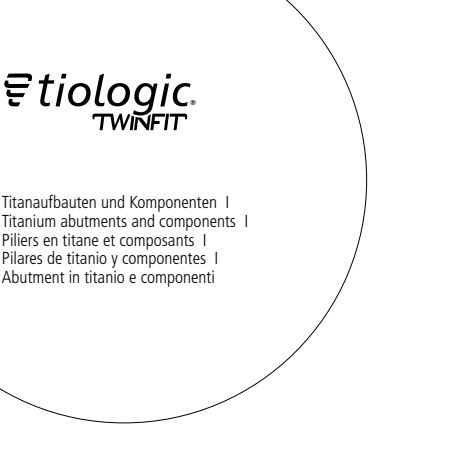 tiologic®
TWINFIT
Titanaufbauten und Komponenten I
Titanium abutments and components I
Piliers en titane et composants I
Pilares de titanio y componentes I
Abutment in titanio e componenti